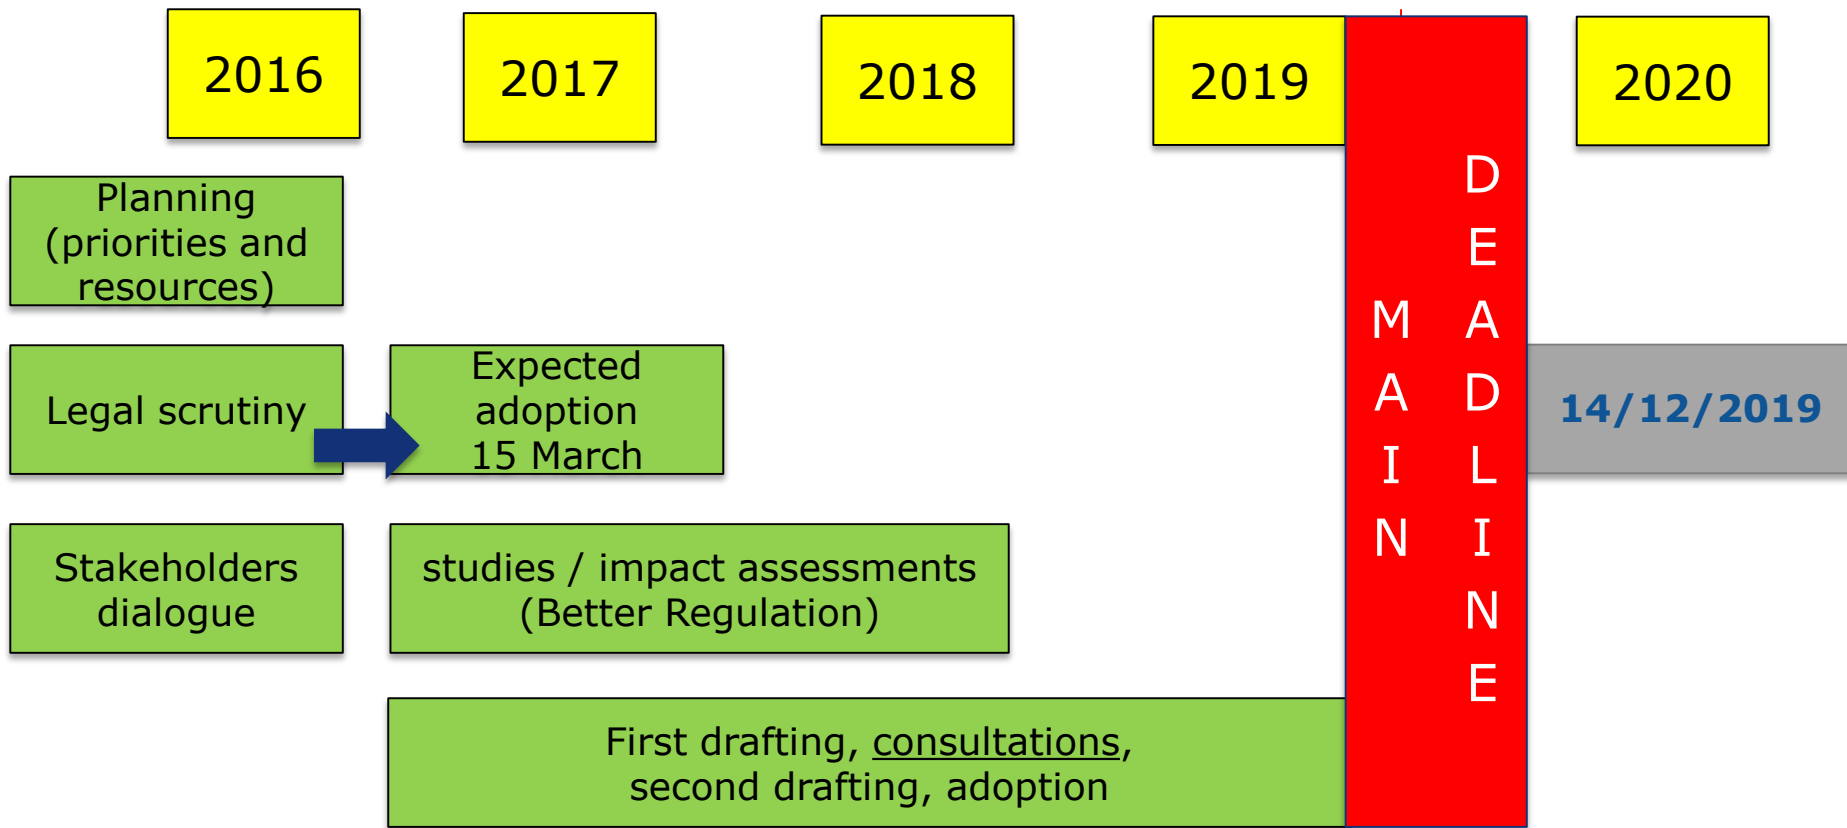 2016
2017
2018
2019
2020
Planning
(priorities and
resources)
Legal scrutiny
Expected
adoption
15 March
Stakeholders
dialogue
studies / impact assessments
(Better Regulation)
First drafting, consultations,
second drafting, adoption
MAIN
DEADLINE
14/12/2019